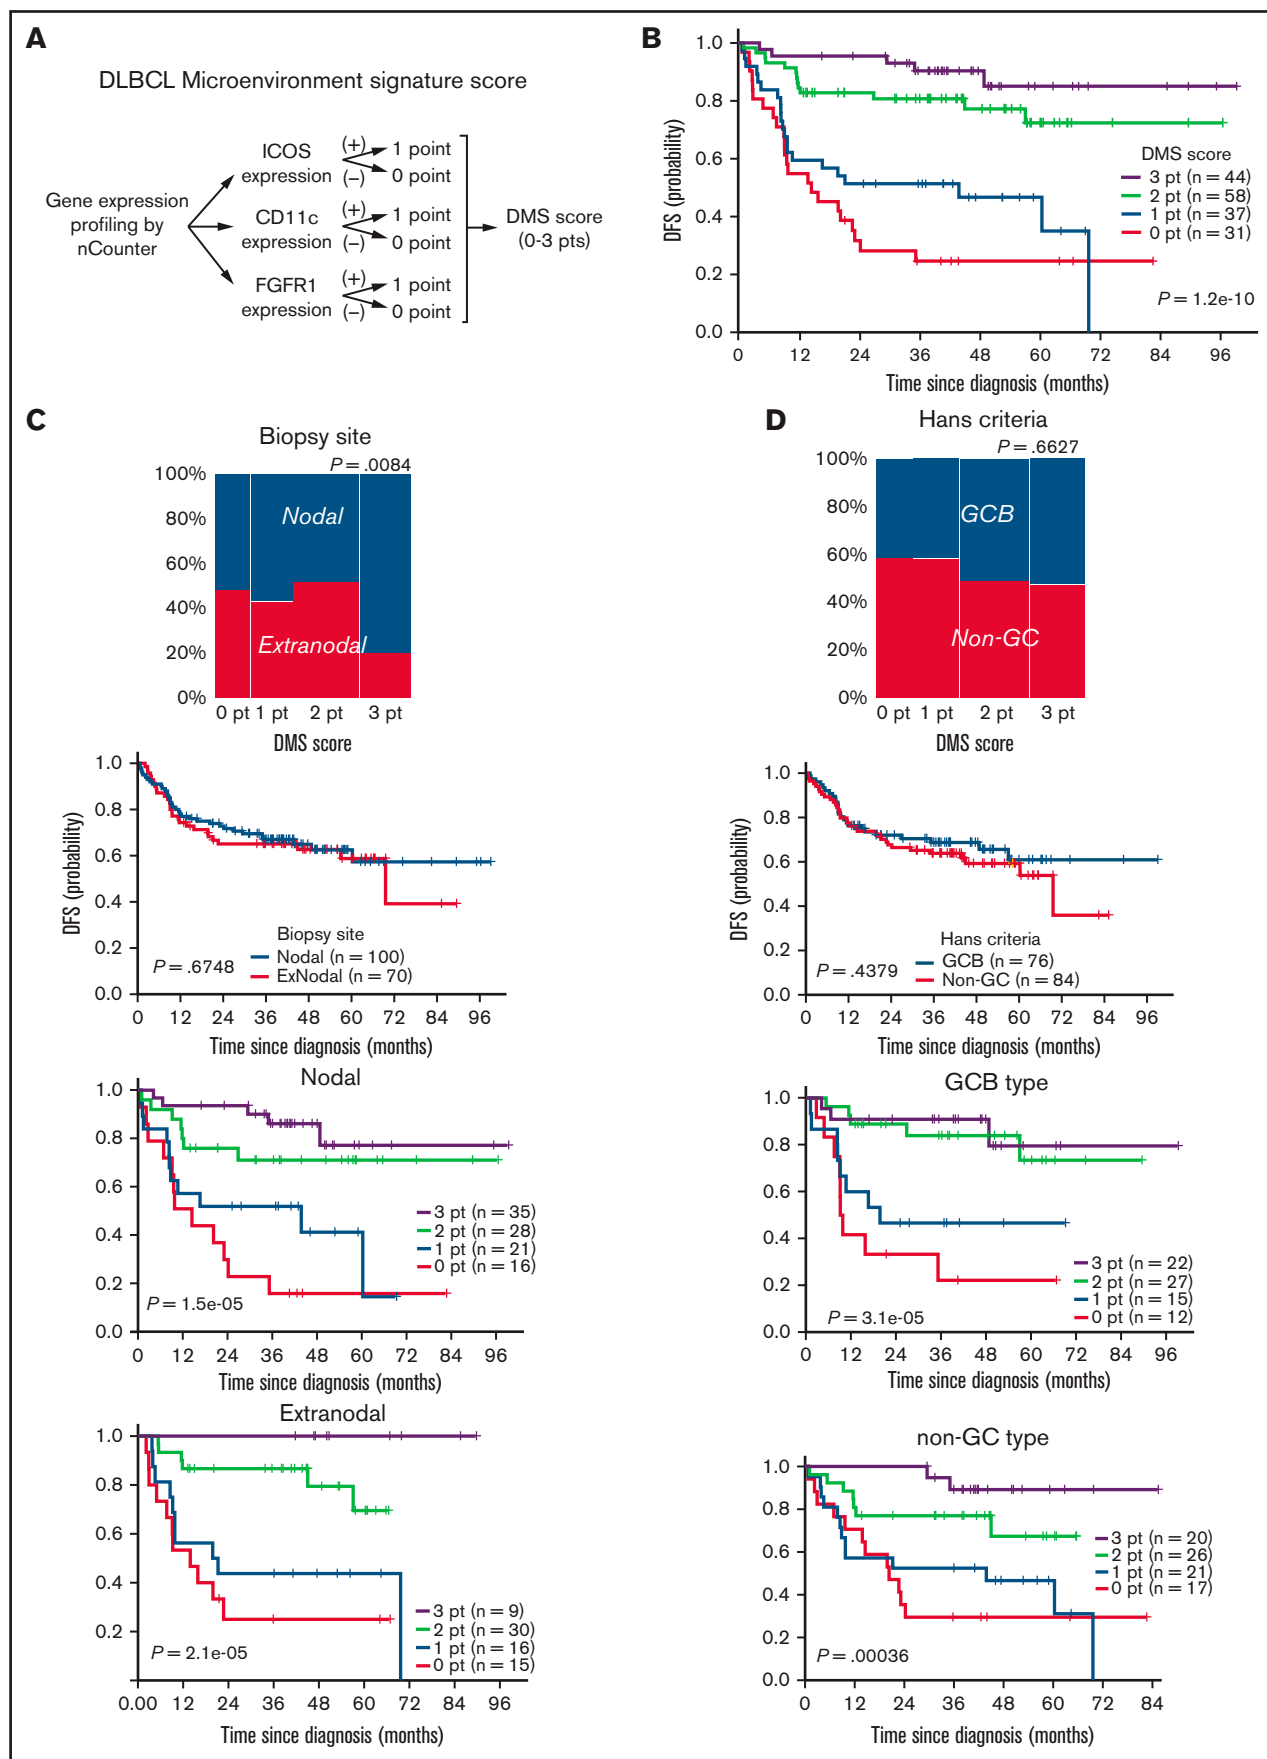 A
DLBCL Microenvironment signature score
Gene expression
profiling by
nCounter
ICOS
expression
(+)
(−)
1 point
0 point
CD11c
expression
(+)
(−)
1 point
0 point
FGFR1
expression
(+)
(−)
1 point
0 point
DMS score
(0-3 pts)
B
DFS (probability)
1.0
0.8
0.6
0.4
0.2
0.0
DMS score
3 pt (n = 44)
2 pt (n = 58)
1 pt (n = 37)
0 pt (n = 31)
P = 1.2e-10
0 12 24 36 48 60 72 84 96
Time since diagnosis (months)
C
Biopsy site
P = .0084
100%
80%
60%
40%
20%
0%
Nodal
Extranodal
0 pt 1 pt 2 pt 3 pt
DMS score
DFS (probability)
1.0
0.8
0.6
0.4
0.2
0.0
Biopsy site
Nodal (n = 100)
ExNodal (n = 70)
P = .6748
0 12 24 36 48 60 72 84 96
Time since diagnosis (months)
Nodal
1.0
0.8
0.6
0.4
0.2
0.0
3 pt (n = 35)
2 pt (n = 28)
1 pt (n = 21)
0 pt (n = 16)
P = 1.5e-05
0 12 24 36 48 60 72 84 96
Time since diagnosis (months)
Extranodal
1.0
0.8
0.6
0.4
0.2
3 pt (n = 9)
2 pt (n = 30)
1 pt (n = 16)
0 pt (n = 15)
P = 2.1e-05
0.00 12 24 36 48 60 72 84 96
Time since diagnosis (months)
D
Hans criteria
P = .6627
100%
80%
60%
40%
20%
0%
GCB
Non-GC
0 pt 1 pt 2 pt 3 pt
DMS score
DFS (probability)
1.0
0.8
0.6
0.4
0.2
0.0
Hans criteria
GCB (n = 76)
Non-GC (n = 84)
P = .4379
0 12 24 36 48 60 72 84 96
Time since diagnosis (months)
GCB type
1.0
0.8
0.6
0.4
0.2
0.0
3 pt (n = 22)
2 pt (n = 27)
1 pt (n = 15)
0 pt (n = 12)
P = 3.1e-05
0 12 24 36 48 60 72 84 96
Time since diagnosis (months)
non-GC type
1.0
0.8
0.6
0.4
0.2
0.0
3 pt (n = 20)
2 pt (n = 26)
1 pt (n = 21)
0 pt (n = 17)
P = .00036
0 12 24 36 48 60 72 84
Time since diagnosis (months)